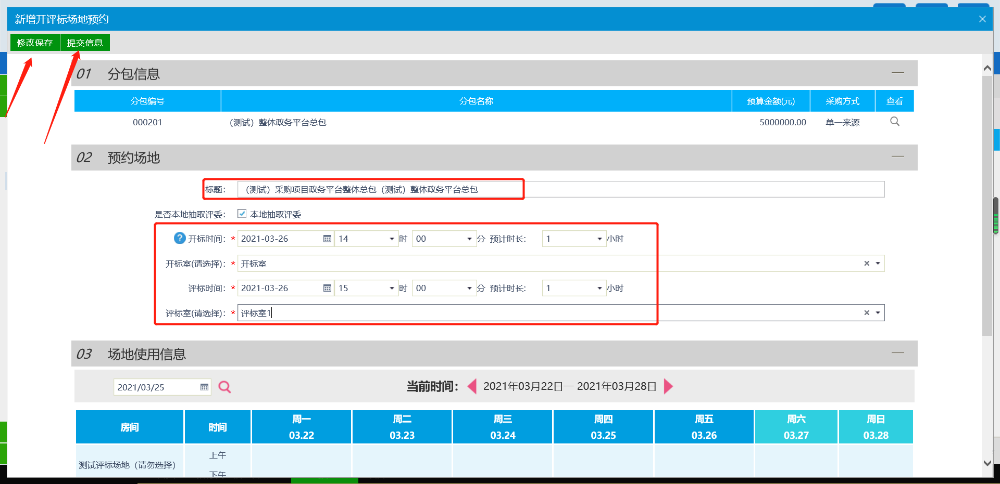 新增开评标场地预约
修改保存 提交信息
01 分包信息
分包编号 分包名称 预算金额(元) 采购方式 查看
000201 （测试）整体政务平台总包 5000000.00 单一来源
02 预约场地
标题： （测试）采购项目政务平台整体总包（测试）整体政务平台总包
是否本地抽取评委： 本地抽取评委
开标时间：* 2021-03-26 14 时 00 分 预计时长: 1 小时
开标室(请选择)：* 开标室
评标时间：* 2021-03-26 15 时 00 分 预计时长: 1 小时
评标室(请选择)：* 评标室1
03 场地使用信息
2021/03/25 当前时间： 2021年03月22日— 2021年03月28日
房间 时间 周一 周二 周三 周四 周五 周六 周日
03.22 03.23 03.24 03.25 03.26 03.27 03.28
上午
测试评标场地（请勿选择）
下午